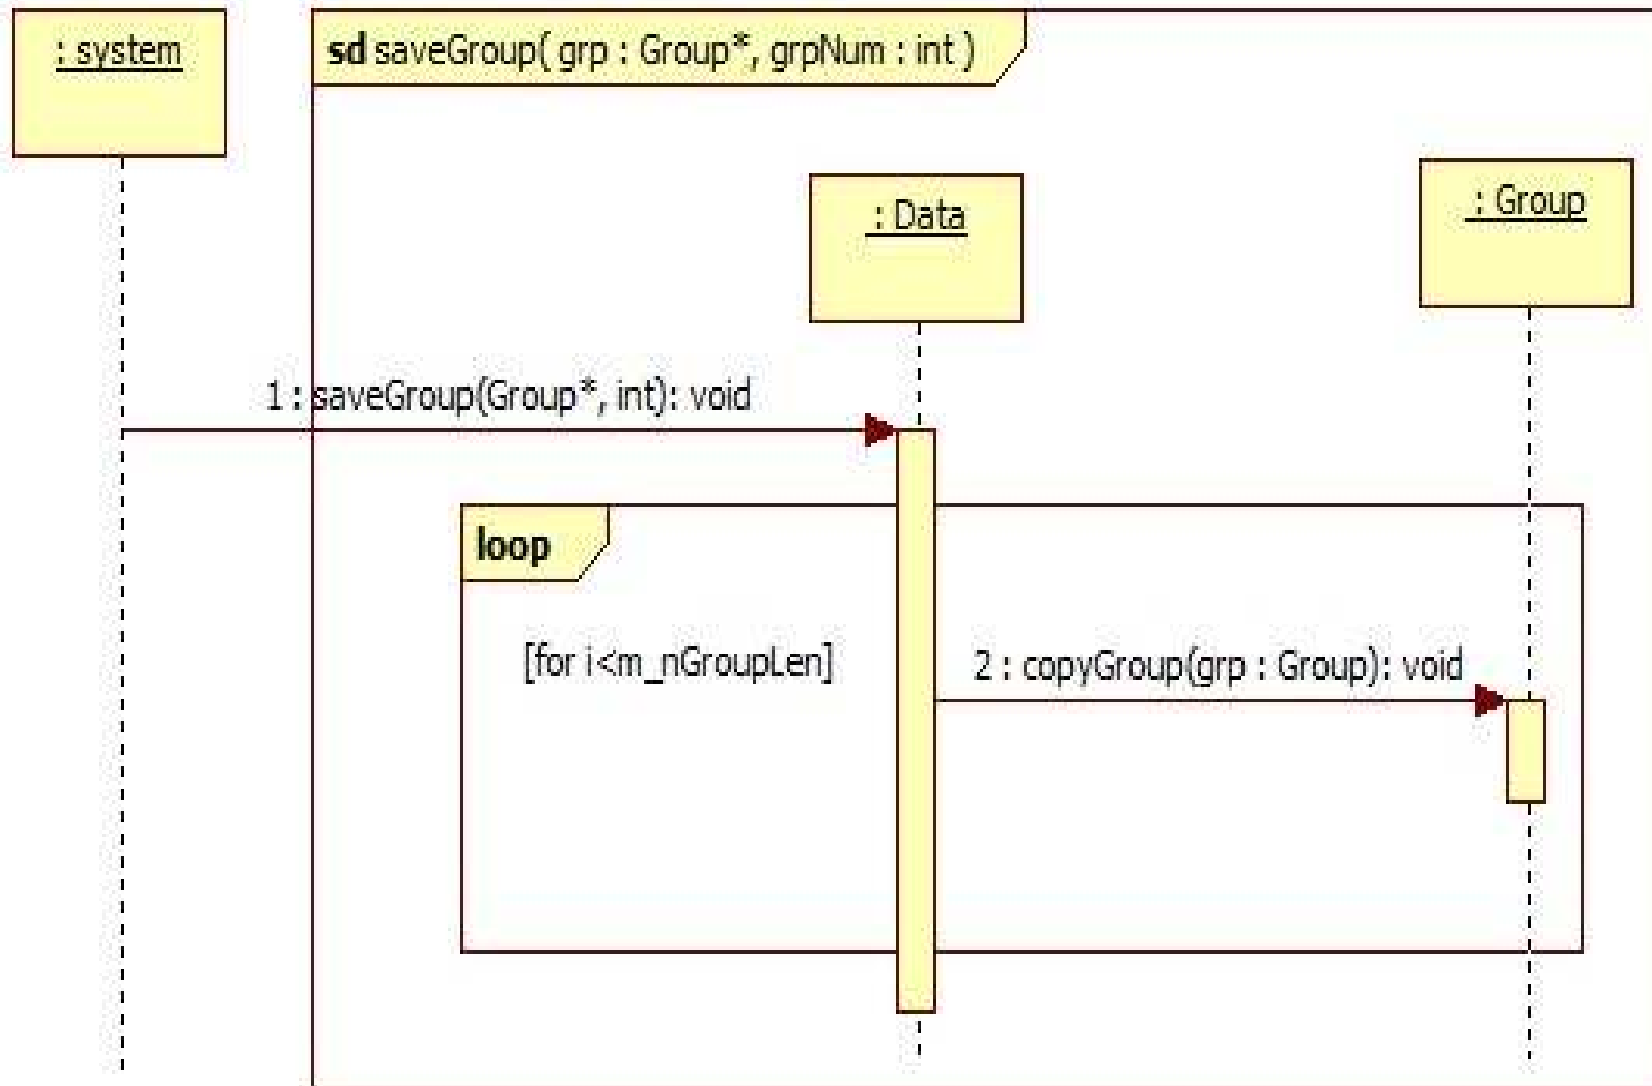 : system
sd saveGroup( grp : Group*, grpNum : int )
: Data
: Group
1 : saveGroup(Group*, int): void
loop
[for i<m_nGroupLen]
2 : copyGroup(grp : Group): void